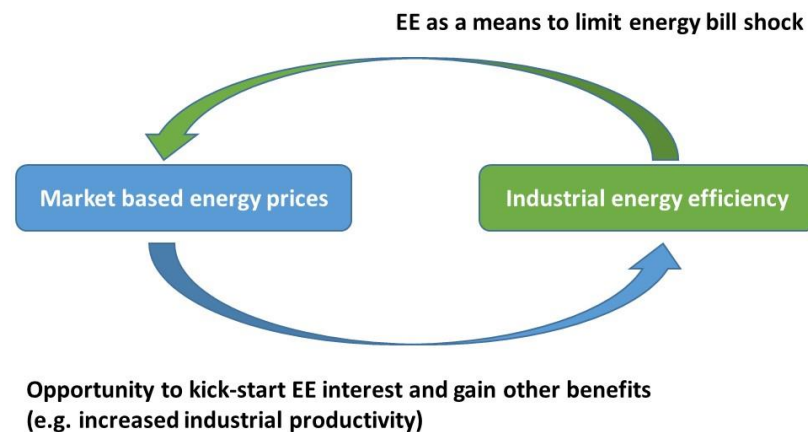 EE as a means to limit energy bill shock
Market based energy prices
Industrial energy efficiency
Opportunity to kick-start EE interest and gain other benefits
(e.g. increased industrial productivity)